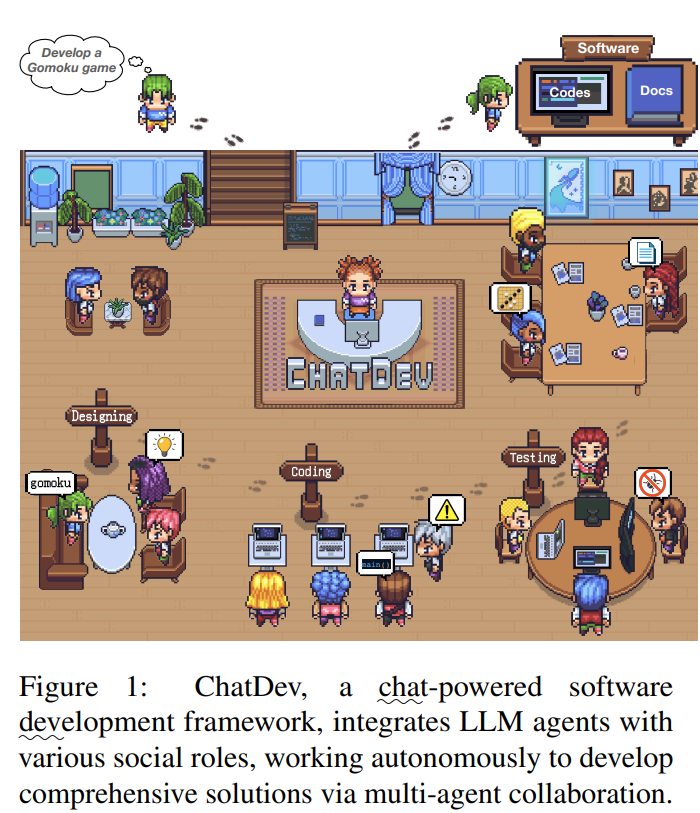 Develop a
Gomoku game
Software
Codes
Docs
CHATDEV
Designing
gomoku
Coding
main()
Testing
Figure 1: ChatDev, a chat-powered software
development framework, integrates LLM agents with
various social roles, working autonomously to develop
comprehensive solutions via multi-agent collaboration.